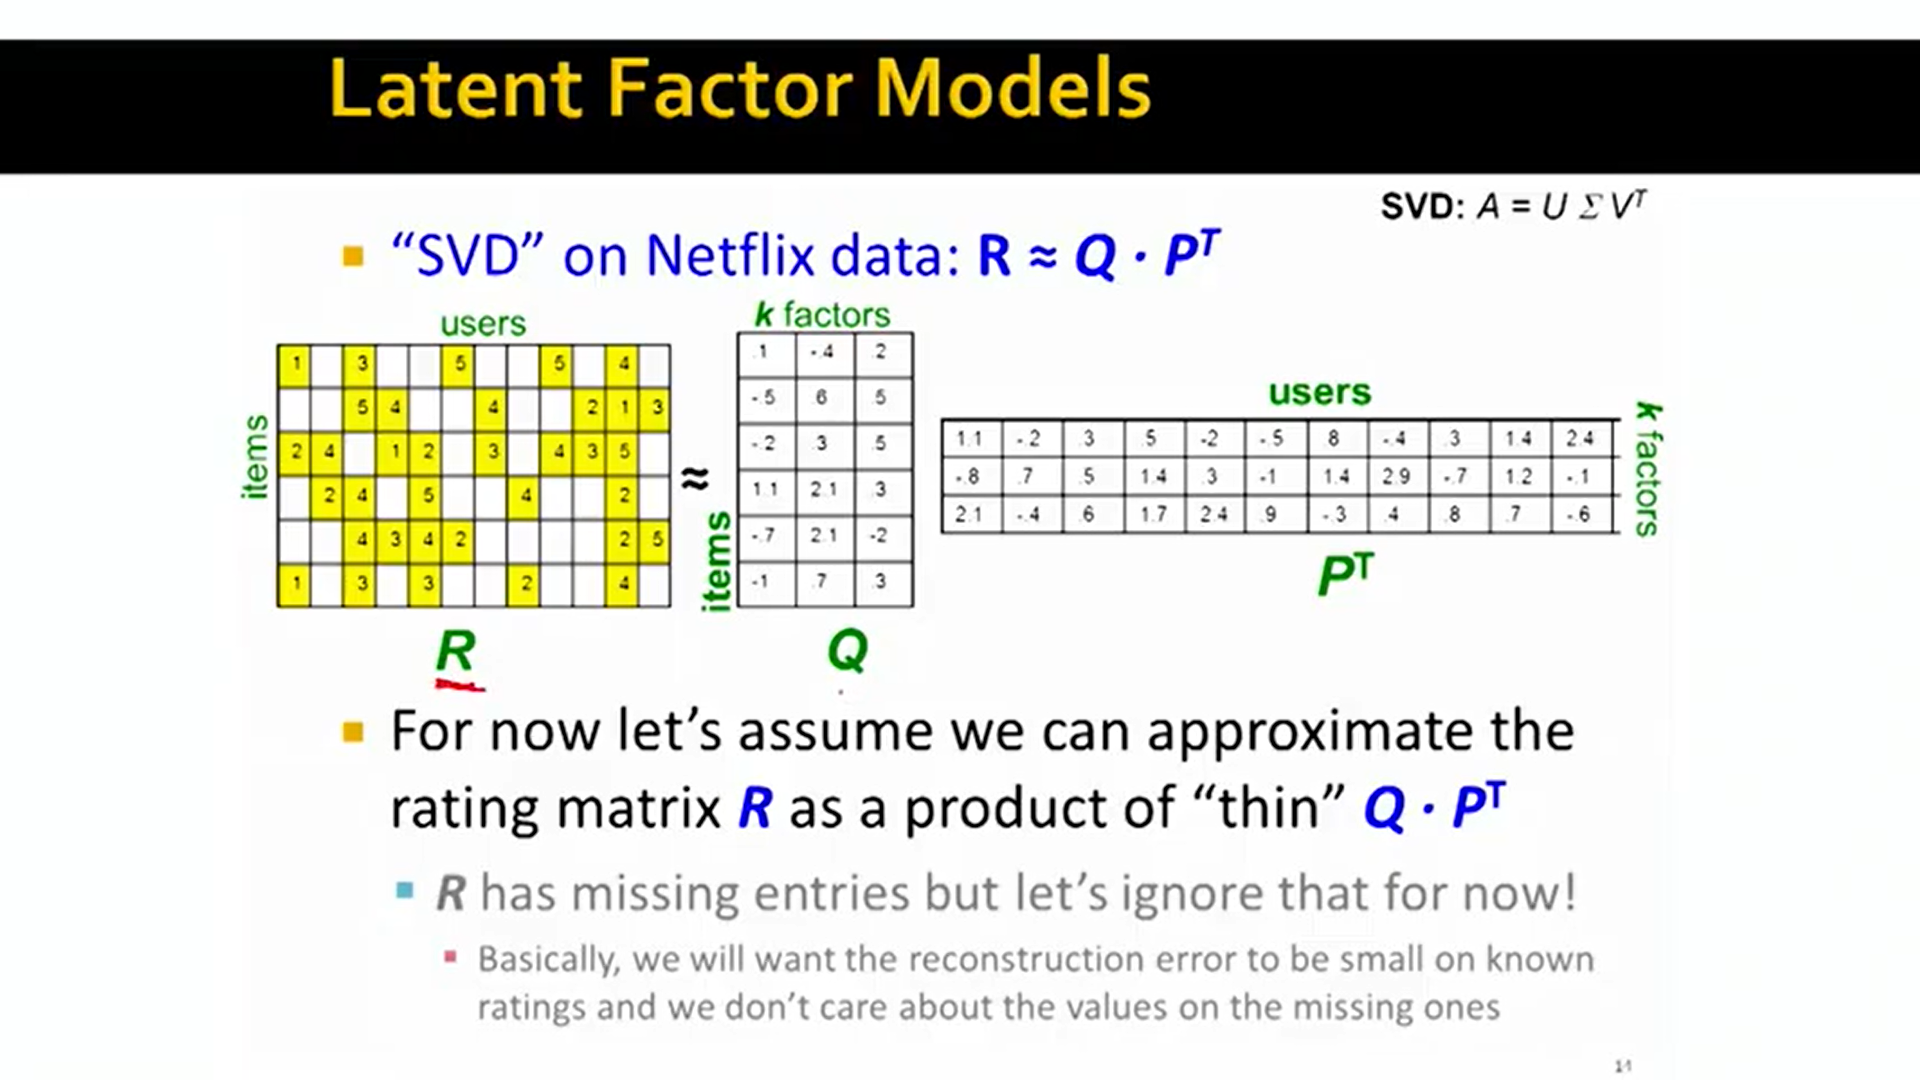 Latent Factor Models
SVD: A = U Σ Vᵀ
“SVD” on Netflix data: R ≈ Q · Pᵀ
users
k factors
items
1 3 5 5 4
5 4 4 2 1 3
2 4 1 2 3 4 3 5
2 4 5 4 2
4 3 4 2 2 5
1 3 3 2 4
≈
items
.1 -.4 .2
-.5 .6 .5
-.2 .3 .5
1.1 2.1 .3
-.7 2.1 -2
-1 .7 .3
users
k factors
1.1 -.2 .3 .5 -2 -.5 .8 -.4 .3 1.4 2.4
-.8 .7 .5 1.4 .3 -1 1.4 2.9 -.7 1.2 -.1
2.1 -.4 .6 1.7 2.4 .9 -.3 .4 .8 .7 -.6
Pᵀ
R
Q
For now let’s assume we can approximate the
rating matrix R as a product of “thin” Q · Pᵀ
R has missing entries but let’s ignore that for now!
Basically, we will want the reconstruction error to be small on known
ratings and we don’t care about the values on the missing ones
14